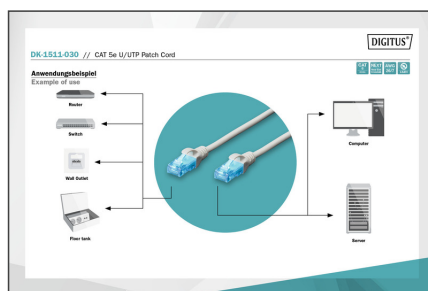 DIGITUS®
DK-1511-030 // CAT 5e U/UTP Patch Cord
Anwendungsbeispiel
Example of use
Router
Switch
Wall Outlet
Floor tank
Computer
Server